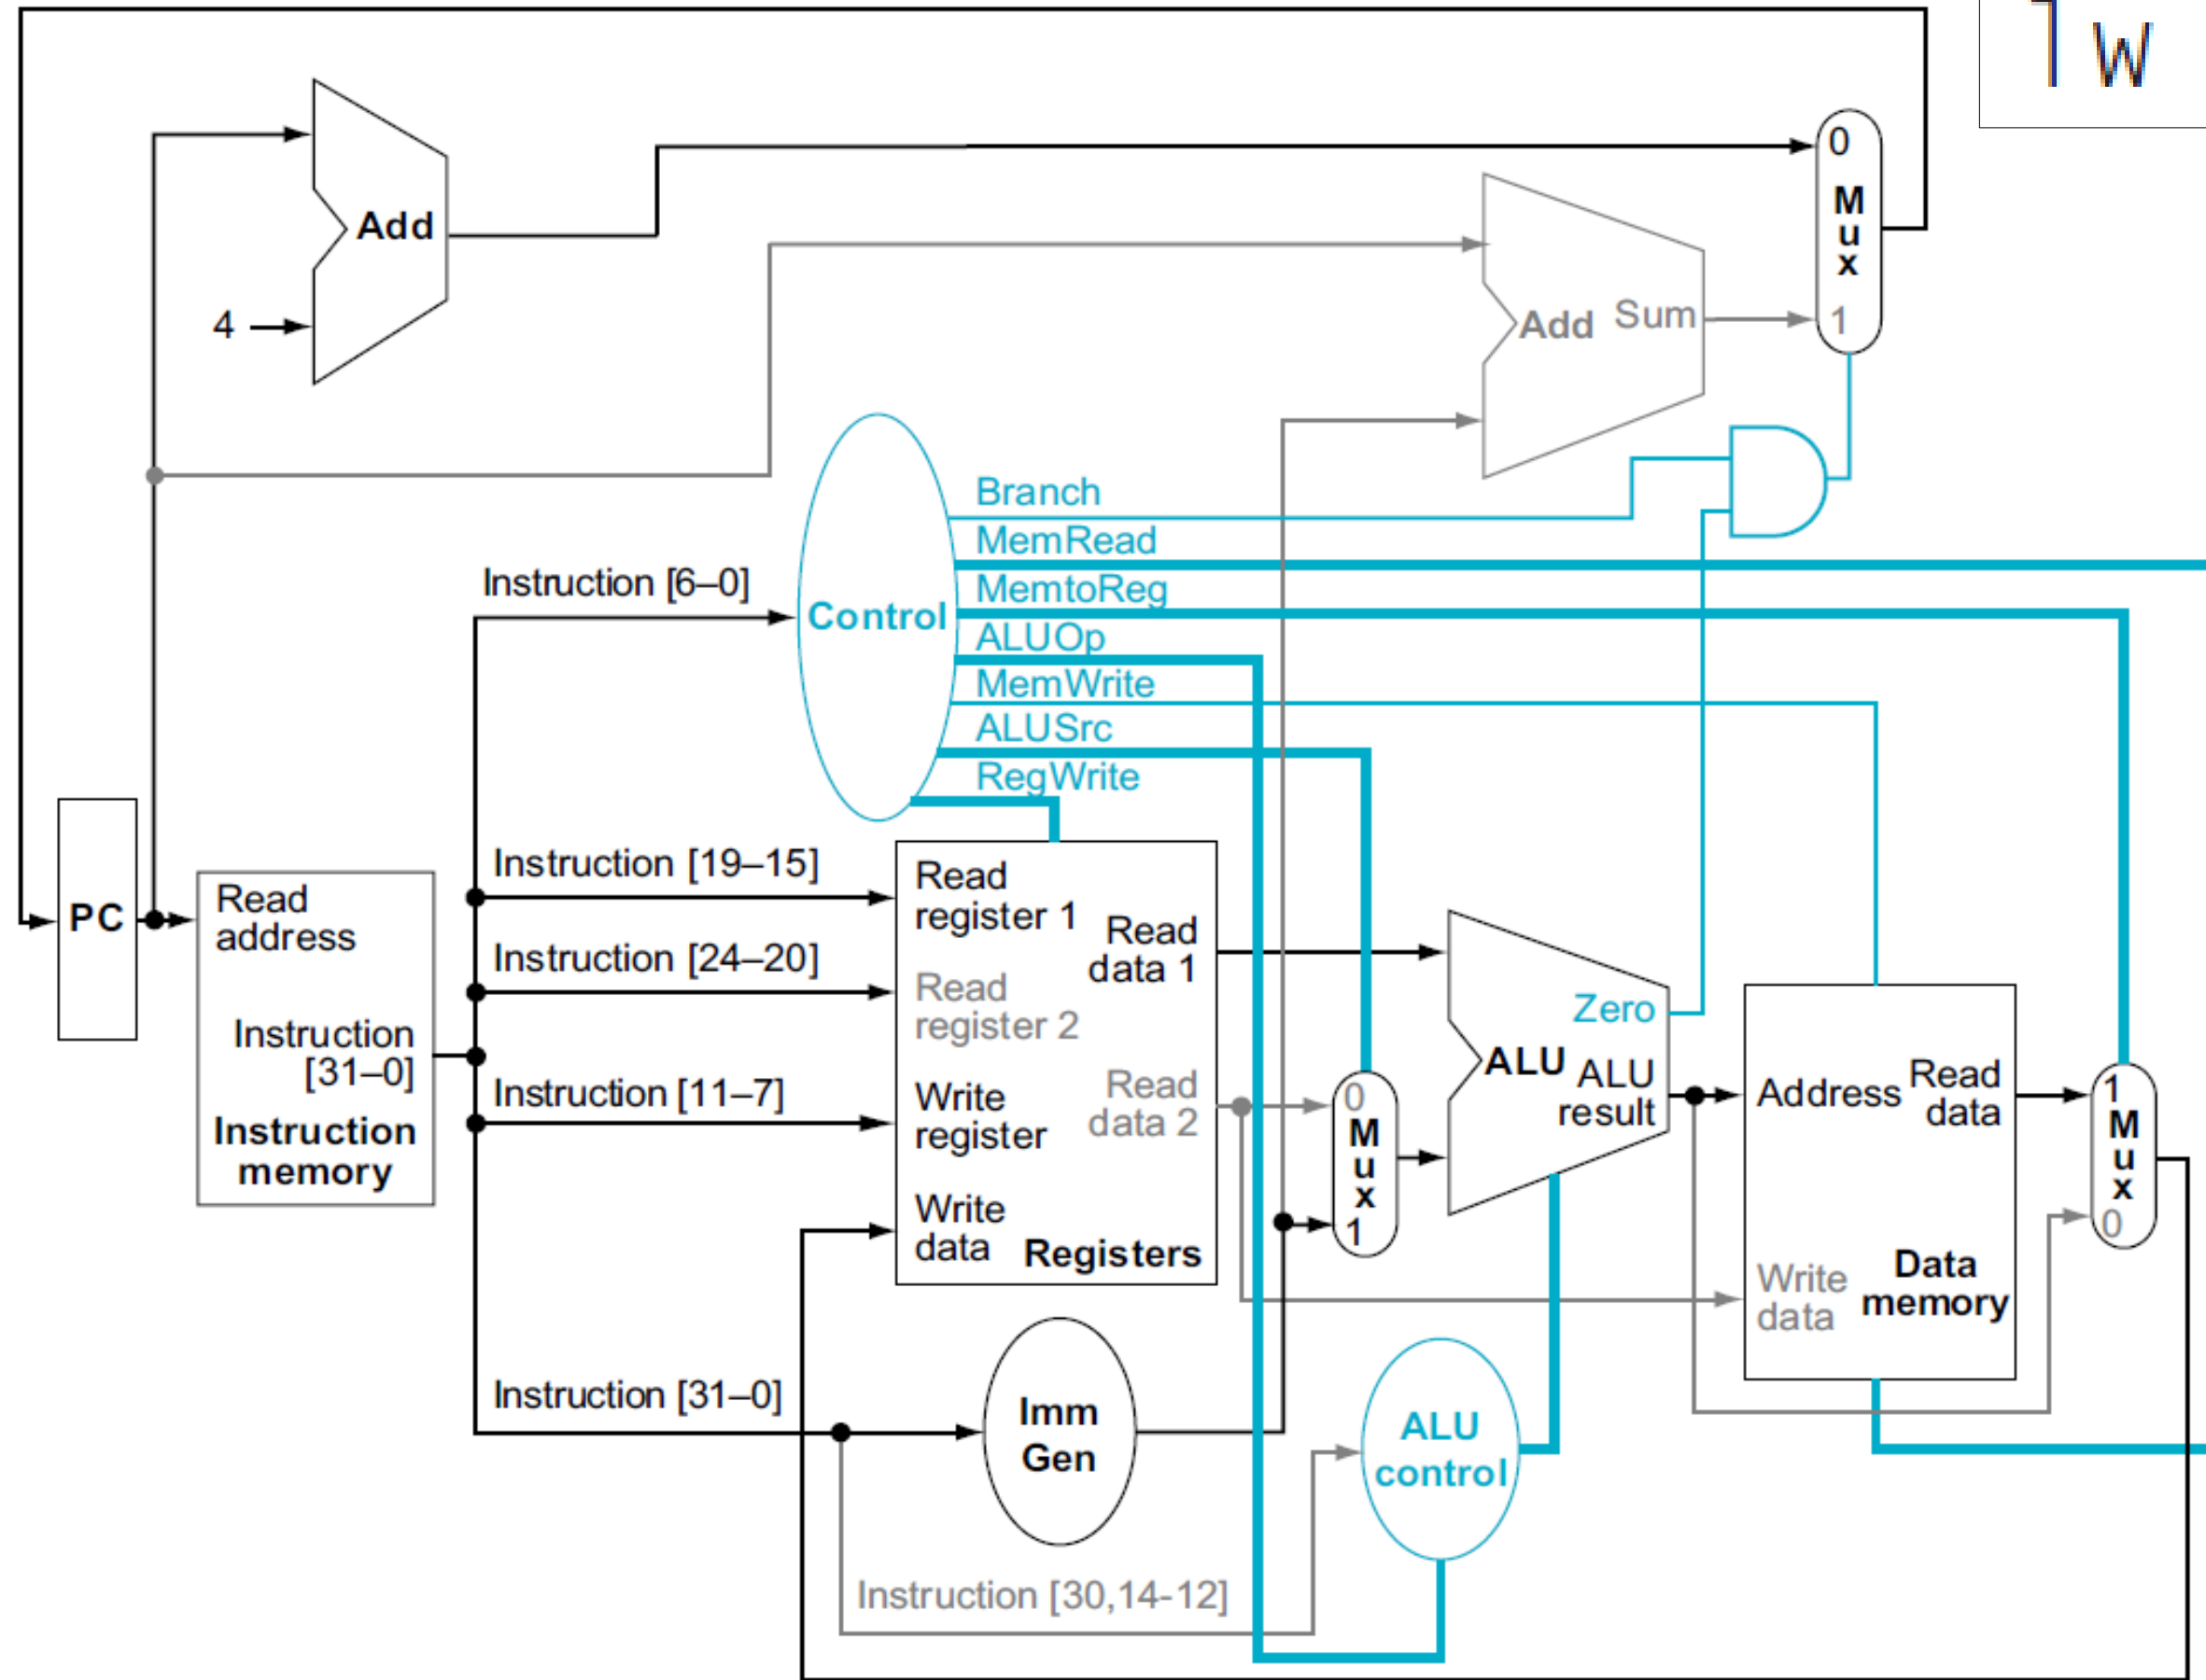 lw
0
M
u
x
1
Add
4
Add Sum
Branch
MemRead
MemtoReg
ALUOp
MemWrite
ALUSrc
RegWrite
Instruction [6–0]
Control
PC
Read
address
Instruction
[31–0]
Instruction
memory
Instruction [19–15]
Instruction [24–20]
Instruction [11–7]
Instruction [31–0]
Read
register 1
Read
data 1
Read
register 2
Write
register
Read
data 2
Write
data
Registers
0
M
u
x
1
Zero
ALU
ALU
result
Address
Read
data
Write
data
Data
memory
1
M
u
x
0
Imm
Gen
ALU
control
Instruction [30,14-12]